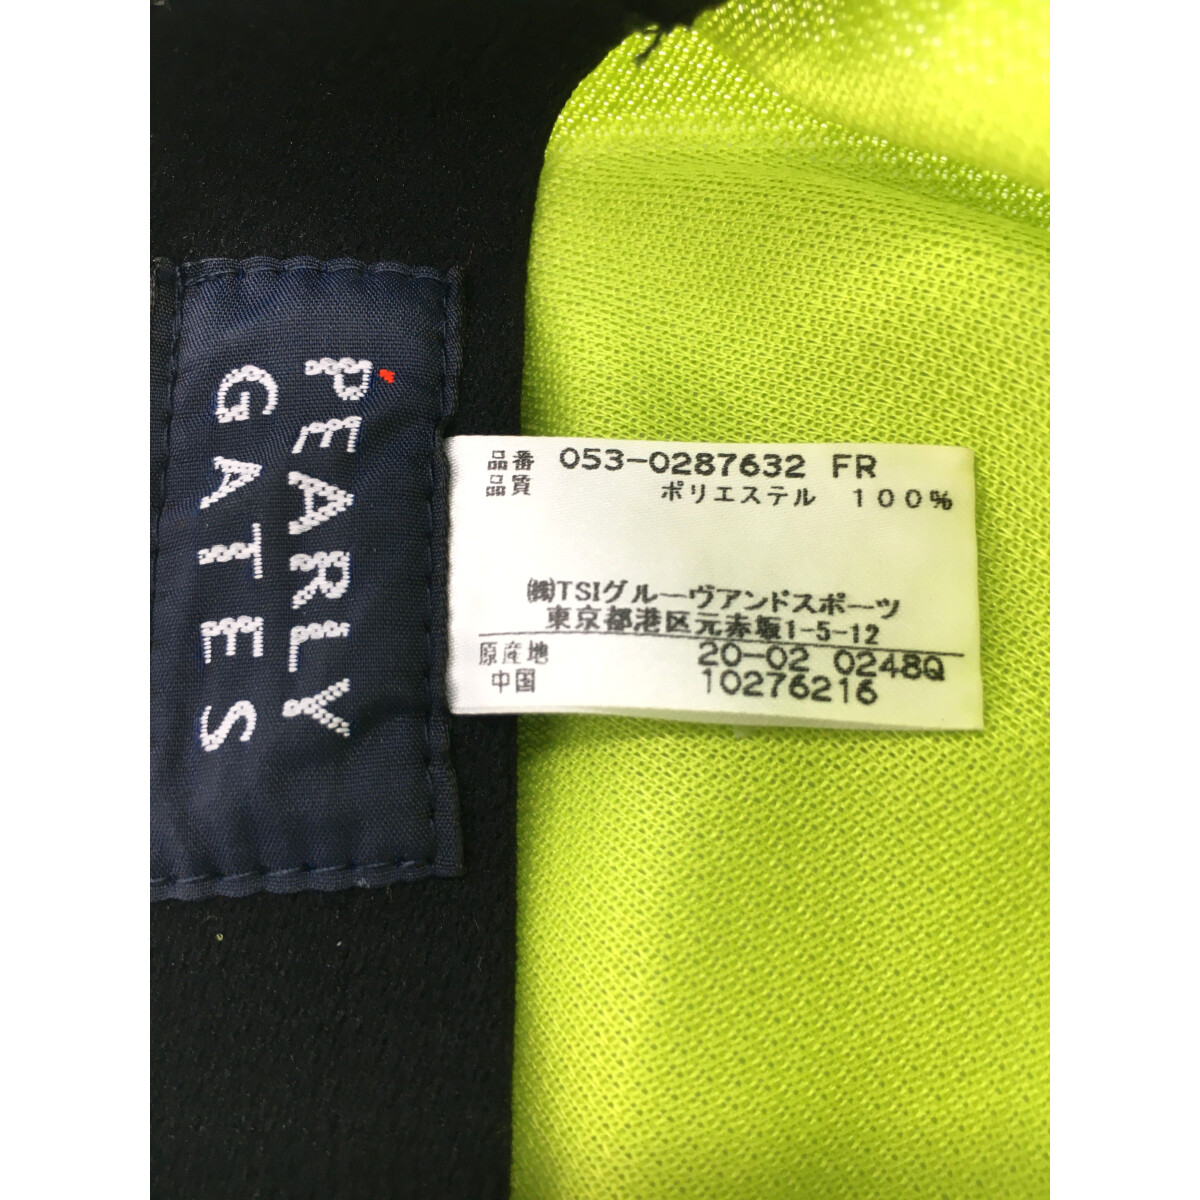 PEARLY
GATES
品番 053-0287632 FR
品質 ポリエステル 100%
㈱TSIグルーヴアンドスポーツ
東京都港区元赤坂1-5-12
原産地 20-02 0248Q
中国 10276216